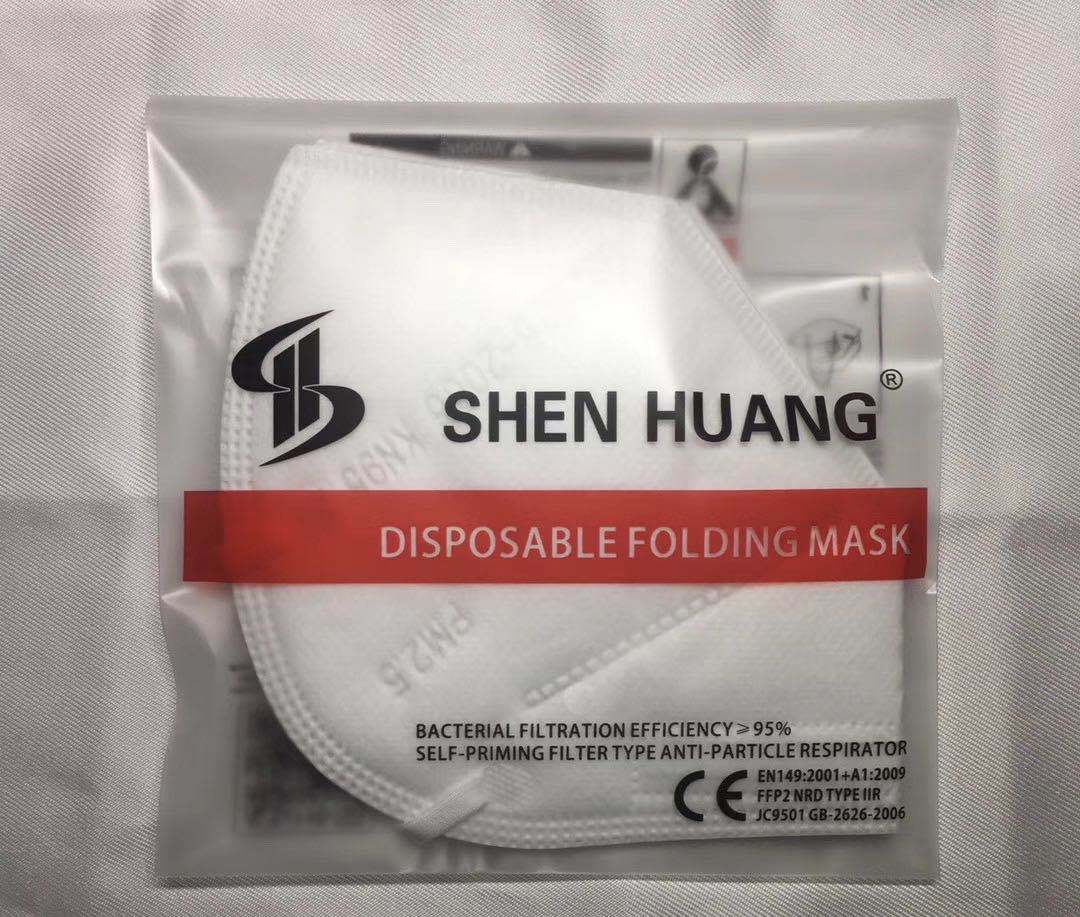 SHEN HUANG®
DISPOSABLE FOLDING MASK
KN95
PM2.5
BACTERIAL FILTRATION EFFICIENCY≥95%
SELF-PRIMING FILTER TYPE ANTI-PARTICLE RESPIRATOR
CE
EN149:2001+A1:2009
FFP2 NRD TYPE IIR
JC9501 GB-2626-2006